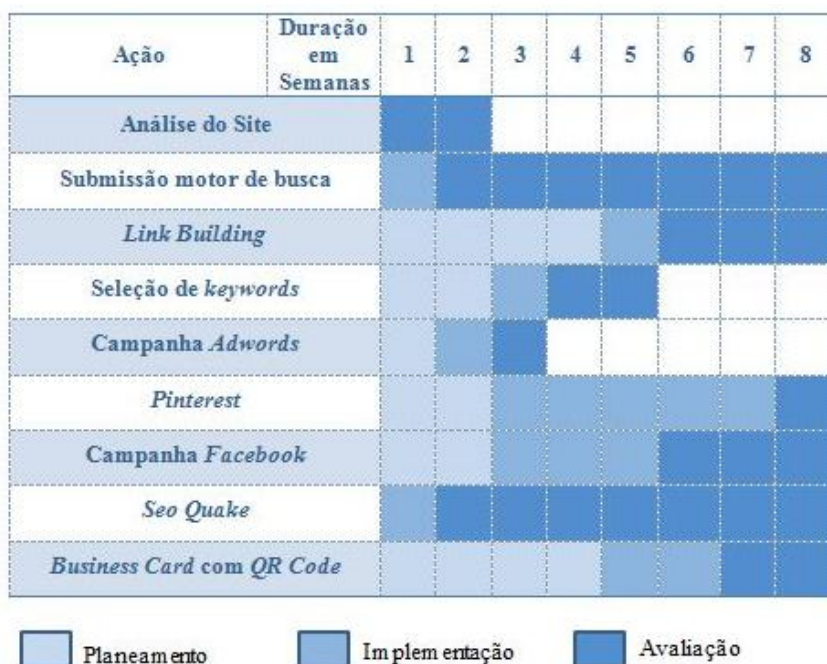 Ação
Duração
em
Semanas
1 2 3 4 5 6 7 8
Análise do Site
Submissão motor de busca
Link Building
Seleção de keywords
Campanha Adwords
Pinterest
Campanha Facebook
Seo Quake
Business Card com QR Code
Planeamento Implementação Avaliação